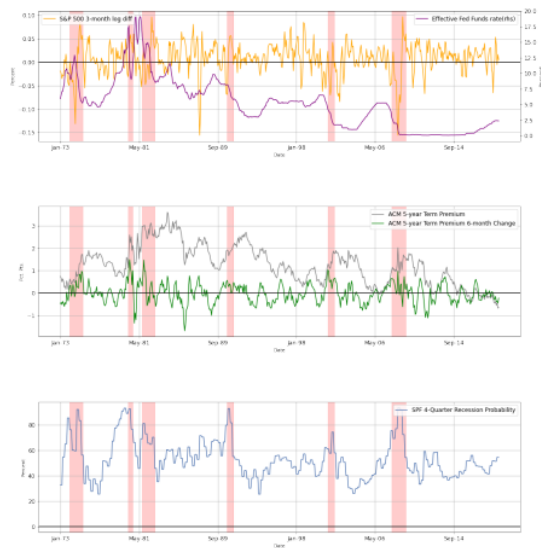 S&P 500 3-month log diff
Effective Fed Funds rate(rhs)
0.10
0.05
0.00
-0.05
-0.10
-0.15
20.0
17.5
15.0
12.5
10.0
7.5
5.0
2.5
0.0
Percent
Jan-73
May-81
Sep-89
Jan-98
May-06
Sep-14
Date
ACM 5-year Term Premium
ACM 5-year Term Premium 6-month Change
3
2
1
0
-1
Pct. Pts.
Jan-73
May-81
Sep-89
Jan-98
May-06
Sep-14
Date
SPF 4-Quarter Recession Probability
80
60
40
20
0
Percent
Jan-73
May-81
Sep-89
Jan-98
May-06
Sep-14
Date